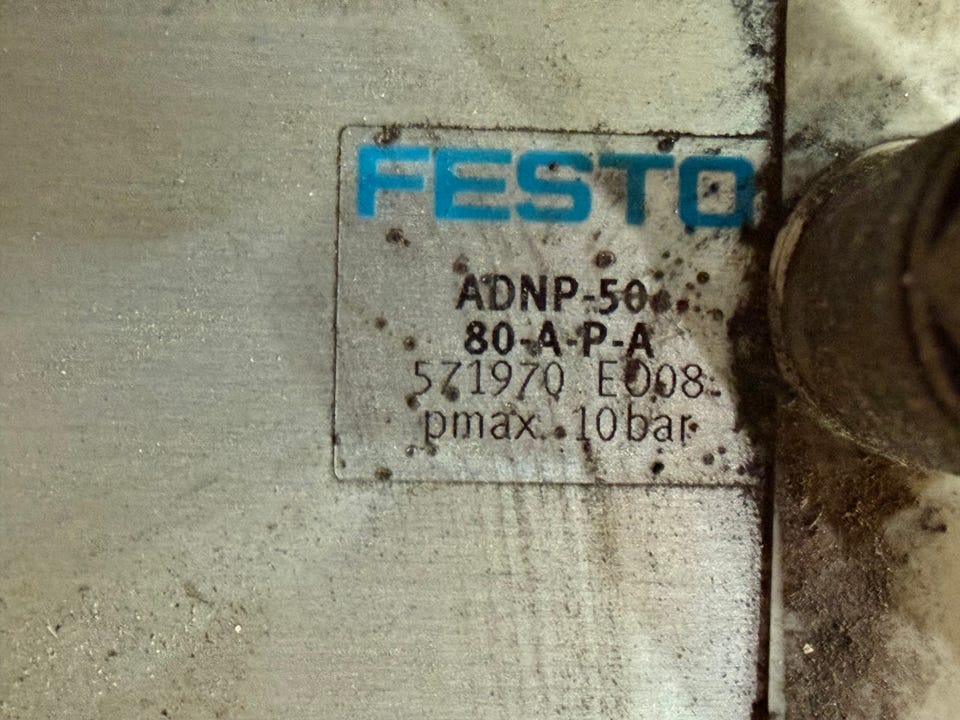 FESTO
ADNP-50-
80-A-P-A
571970 E008
pmax. 10bar